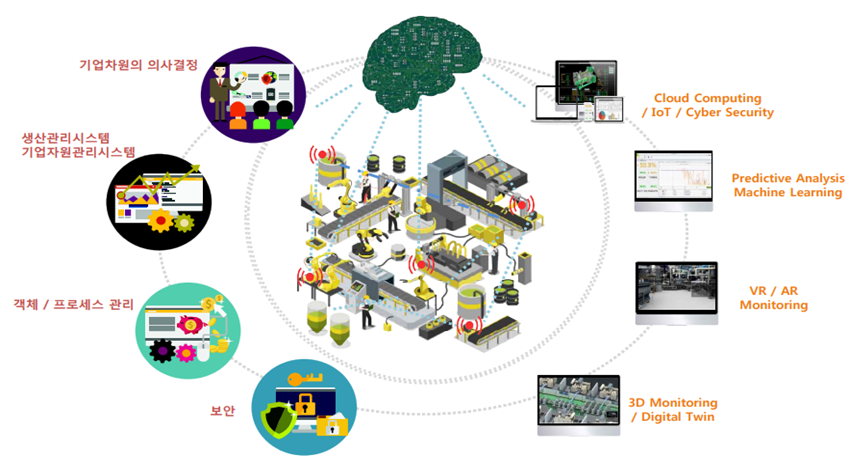 기업차원의 의사결정
생산관리시스템
기업자원관리시스템
객체 / 프로세스 관리
보안
Cloud Computing
/ IoT / Cyber Security
Predictive Analysis
Machine Learning
VR / AR
Monitoring
3D Monitoring
/ Digital Twin